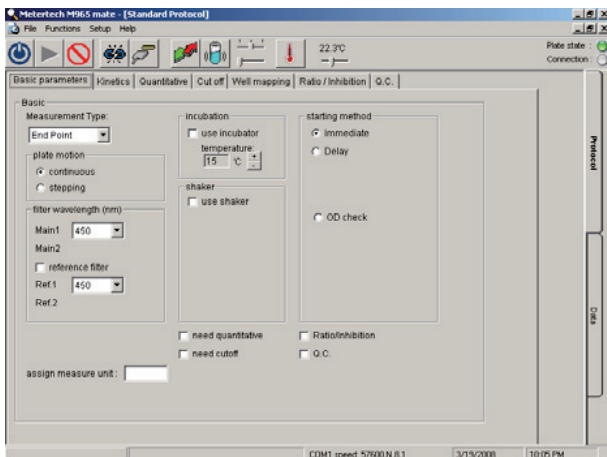 Metertech M965 mate - [Standard Protocol]
File Functions Setup Help
22.3°C
Plate state :
Connection :
Basic parameters Kinetics Quantitative Cut off Well mapping Ratio / Inhibition Q.C.
Basic
Measurement Type:
End Point
plate motion
continuous
stepping
filter wavelength (nm)
Main1 450
Main2
reference filter
Ref.1 450
Ref.2
incubation
use incubator
temperature:
15 °C + -
shaker
use shaker
starting method
Immediate
Delay
OD check
need quantitative
Ratio/Inhibition
need cutoff
Q.C.
assign measure unit :
Protocol
Data
COM1 speed: 57600,N,8,1 3/19/2008 10:05 PM